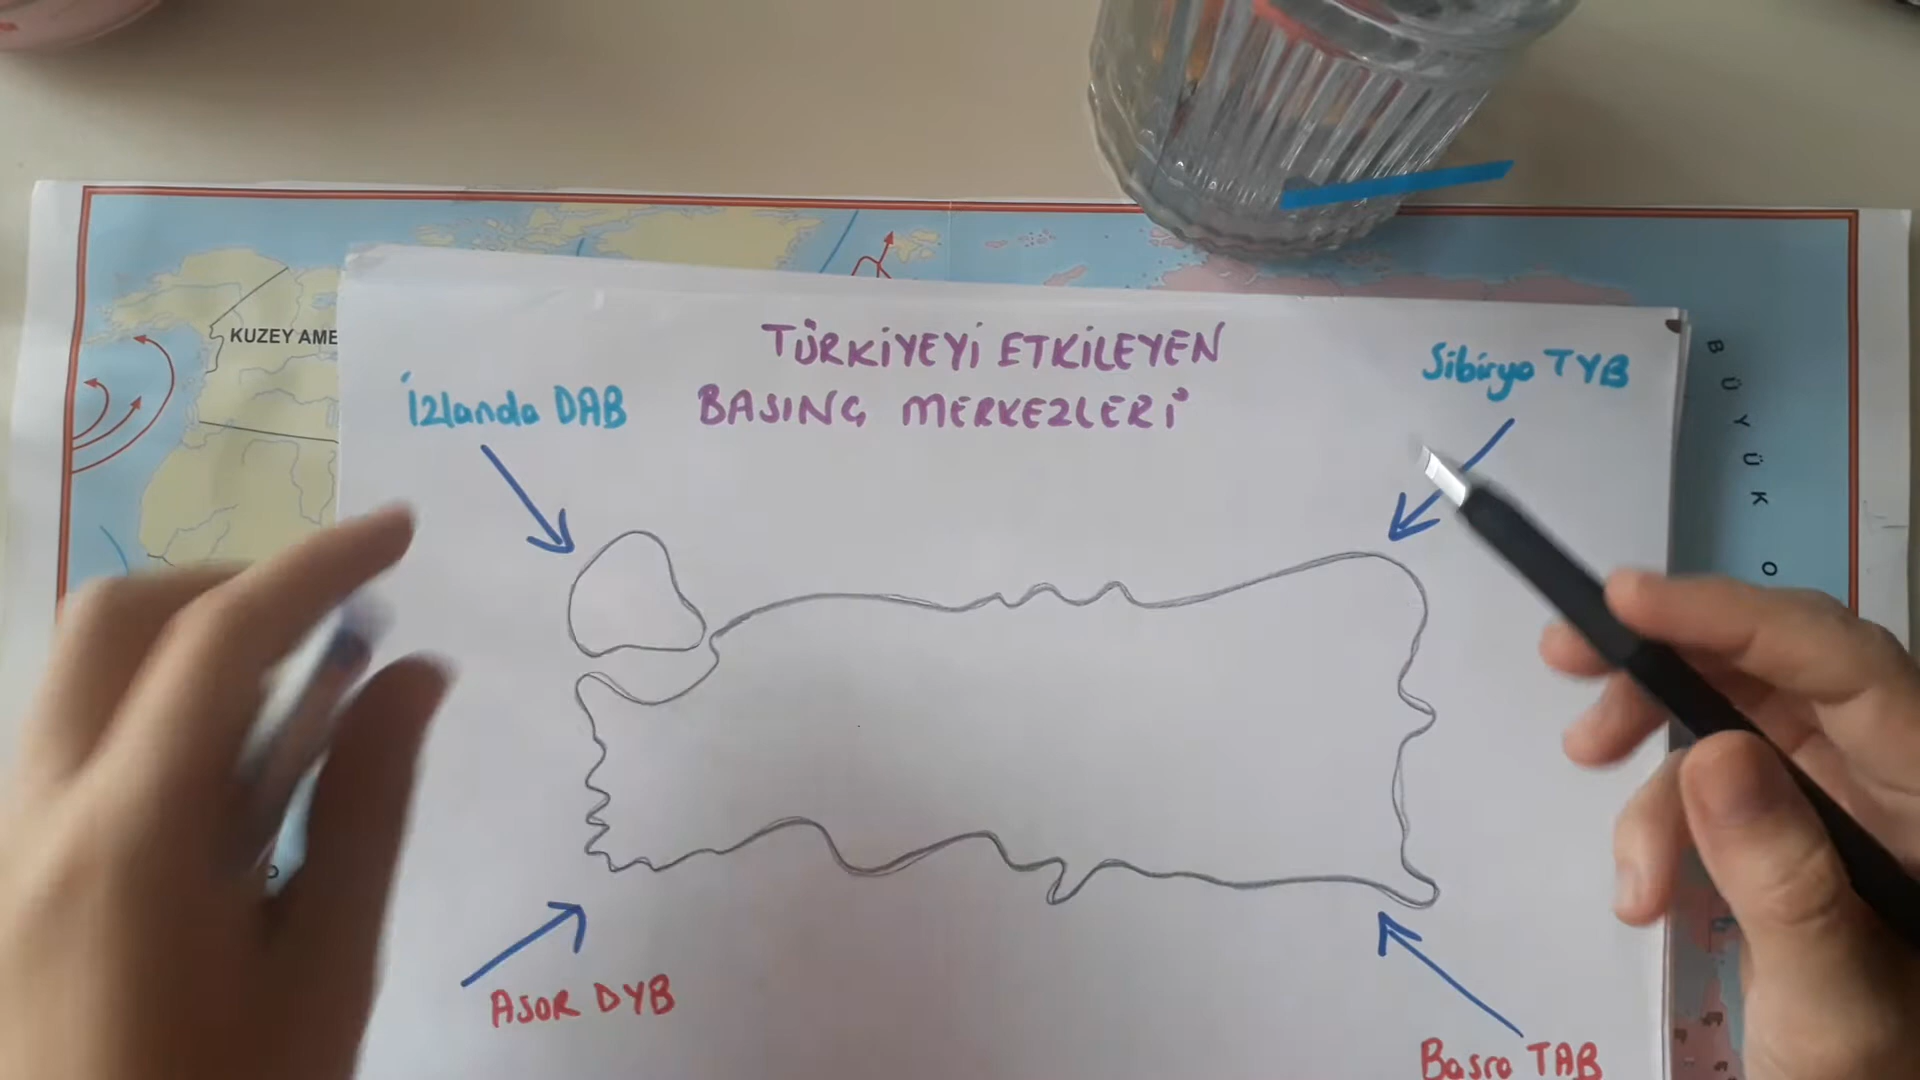 KUZEY AME
TÜRKİYEYİ ETKİLEYEN
BASINÇ MERKEZLERİ
İzlanda DAB
Sibirya TYB
ASOR DYB
Basra TAB
BÜYÜK O